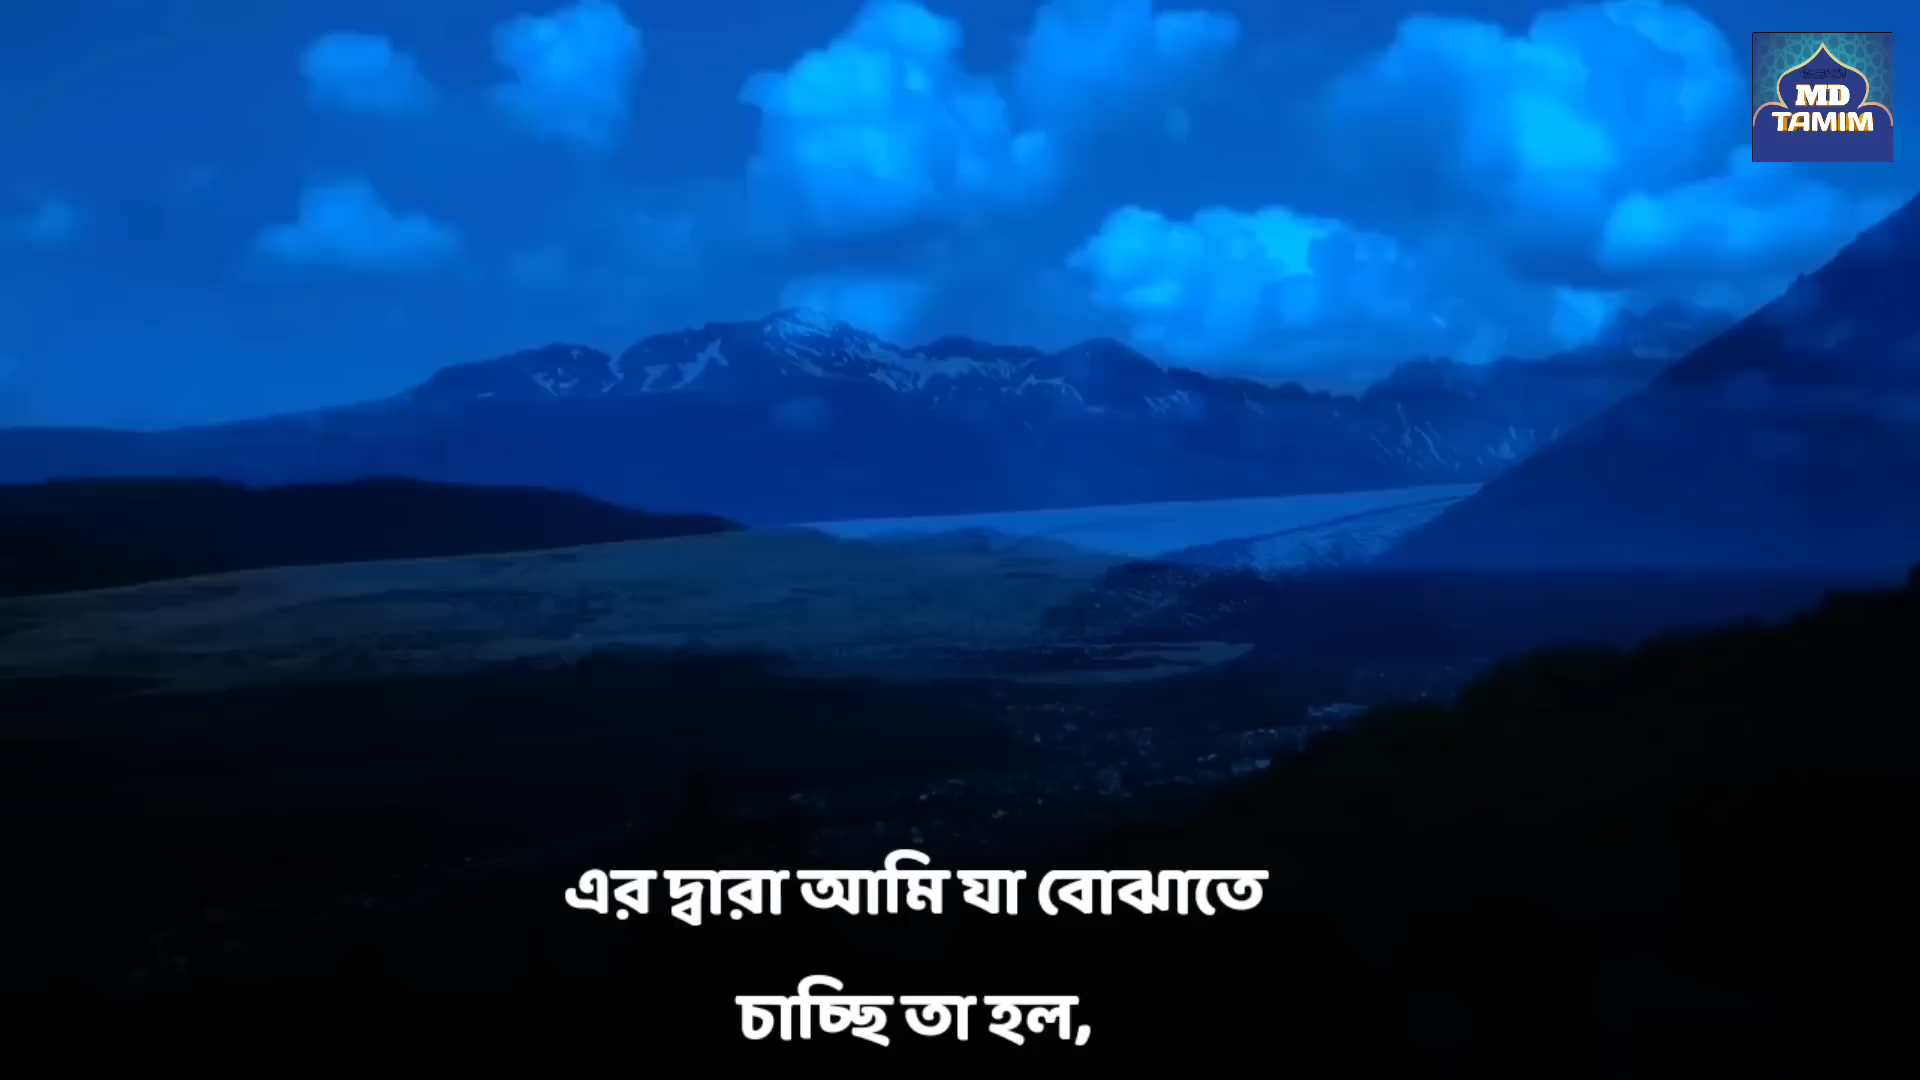 MD
TAMIM
এর দ্বারা আমি যা বোঝাতে
চাচ্ছি তা হল,